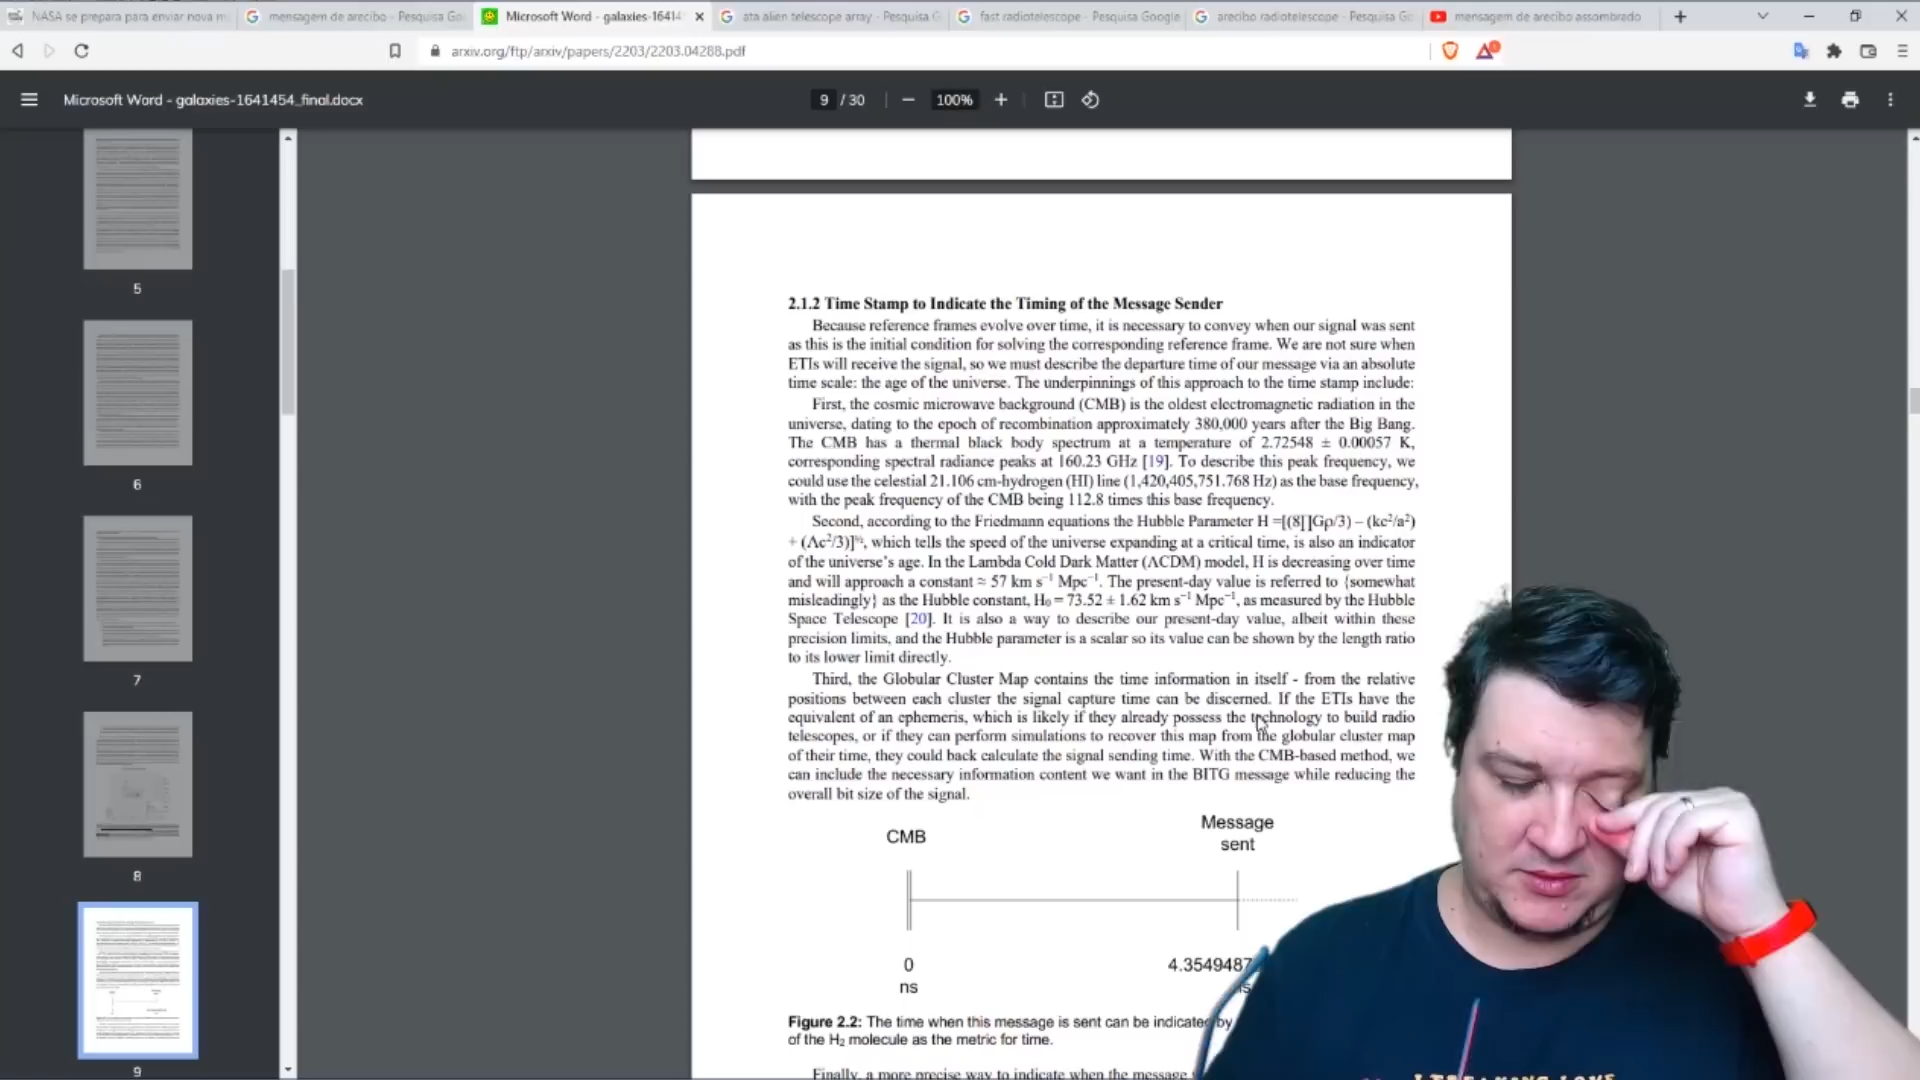 NASA se prepara para enviar nova m
mensagem de arecibo - Pesquisa Go
Microsoft Word - galaxies-16414
ata alien telescope array - Pesquisa G
fast radiotelescope - Pesquisa Google
arecibo radiotelescope - Pesquisa Go
mensagem de arecibo assombrado
arxiv.org/ftp/arxiv/papers/2203/2203.04288.pdf
Microsoft Word - galaxies-1641454_final.docx
9 / 30
100%
5
6
7
8
9
2.1.2 Time Stamp to Indicate the Timing of the Message Sender
Because reference frames evolve over time, it is necessary to convey when our signal was sent
as this is the initial condition for solving the corresponding reference frame. We are not sure when
ETIs will receive the signal, so we must describe the departure time of our message via an absolute
time scale: the age of the universe. The underpinnings of this approach to the time stamp include:
First, the cosmic microwave background (CMB) is the oldest electromagnetic radiation in the
universe, dating to the epoch of recombination approximately 380,000 years after the Big Bang.
The CMB has a thermal black body spectrum at a temperature of 2.72548 ± 0.00057 K,
corresponding spectral radiance peaks at 160.23 GHz [19]. To describe this peak frequency, we
could use the celestial 21.106 cm-hydrogen (HI) line (1,420,405,751.768 Hz) as the base frequency,
with the peak frequency of the CMB being 112.8 times this base frequency.
Second, according to the Friedmann equations the Hubble Parameter H =[(8∏Gρ/3) – (kc²/a²)
+ (Λc²/3)]½, which tells the speed of the universe expanding at a critical time, is also an indicator
of the universe's age. In the Lambda Cold Dark Matter (ΛCDM) model, H is decreasing over time
and will approach a constant ≈ 57 km s⁻¹ Mpc⁻¹. The present-day value is referred to {somewhat
misleadingly} as the Hubble constant, H₀ = 73.52 ± 1.62 km s⁻¹ Mpc⁻¹, as measured by the Hubble
Space Telescope [20]. It is also a way to describe our present-day value, albeit within these
precision limits, and the Hubble parameter is a scalar so its value can be shown by the length ratio
to its lower limit directly.
Third, the Globular Cluster Map contains the time information in itself - from the relative
positions between each cluster the signal capture time can be discerned. If the ETIs have the
equivalent of an ephemeris, which is likely if they already possess the technology to build radio
telescopes, or if they can perform simulations to recover this map from the globular cluster map
of their time, they could back calculate the signal sending time. With the CMB-based method, we
can include the necessary information content we want in the BITG message while reducing the
overall bit size of the signal.
CMB
Message
sent
0
ns
4.3549487
Figure 2.2: The time when this message is sent can be indicated by
of the H₂ molecule as the metric for time.
Finally, a more precise way to indicate when the message